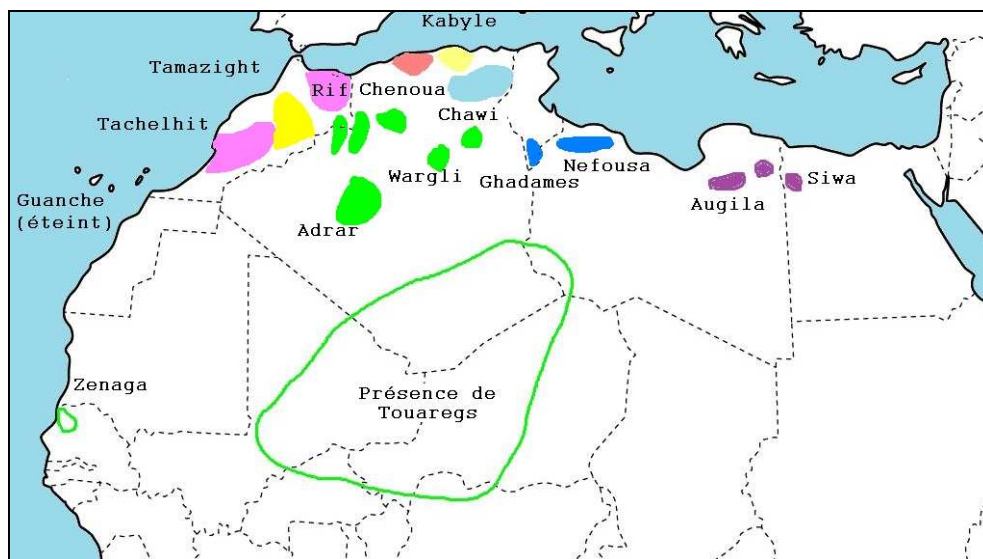 Kabyle
Tamazight
Rif
Chenoua
Tachelhit
Chawi
Wargli
Ghadames
Nefousa
Augila
Siwa
Guanche
(éteint)
Adrar
Zenaga
Présence de
Touaregs